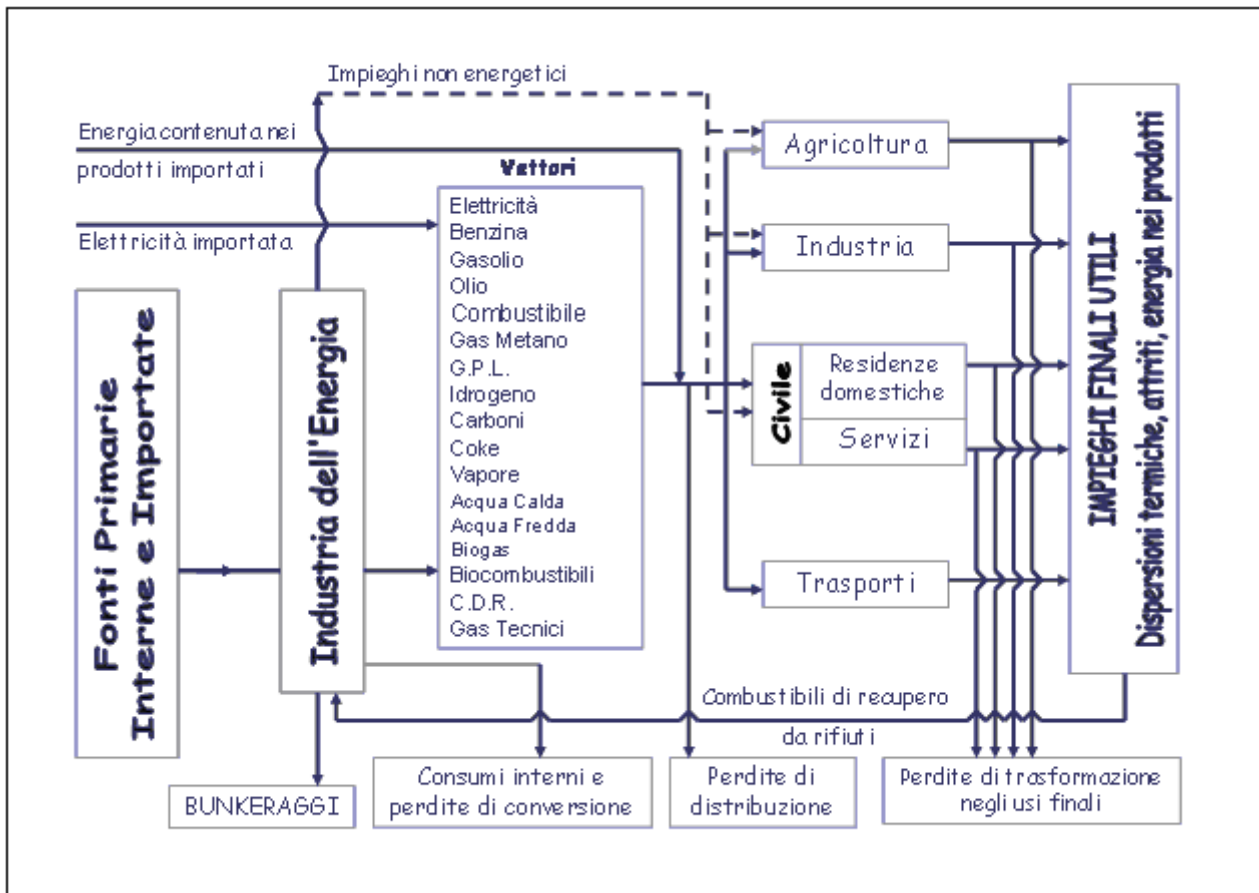 Impieghi non energetici
Energia contenuta nei
prodotti importati
Elettricità importata
Fonti Primarie
Interne e Importate
Industria dell'Energia
Vettori
Elettricità
Benzina
Gasolio
Olio
Combustibile
Gas Metano
G.P.L.
Idrogeno
Carboni
Coke
Vapore
Acqua Calda
Acqua Fredda
Biogas
Biocombustibili
C.D.R.
Gas Tecnici
Agricoltura
Industria
Civile
Residenze
domestiche
Servizi
Trasporti
IMPIEGHI FINALI UTILI
Dispersioni termiche, attriti, energia nei prodotti
Combustibili di recupero
da rifiuti
BUNKERAGGI
Consumi interni e
perdite di conversione
Perdite di
distribuzione
Perdite di trasformazione
negli usi finali